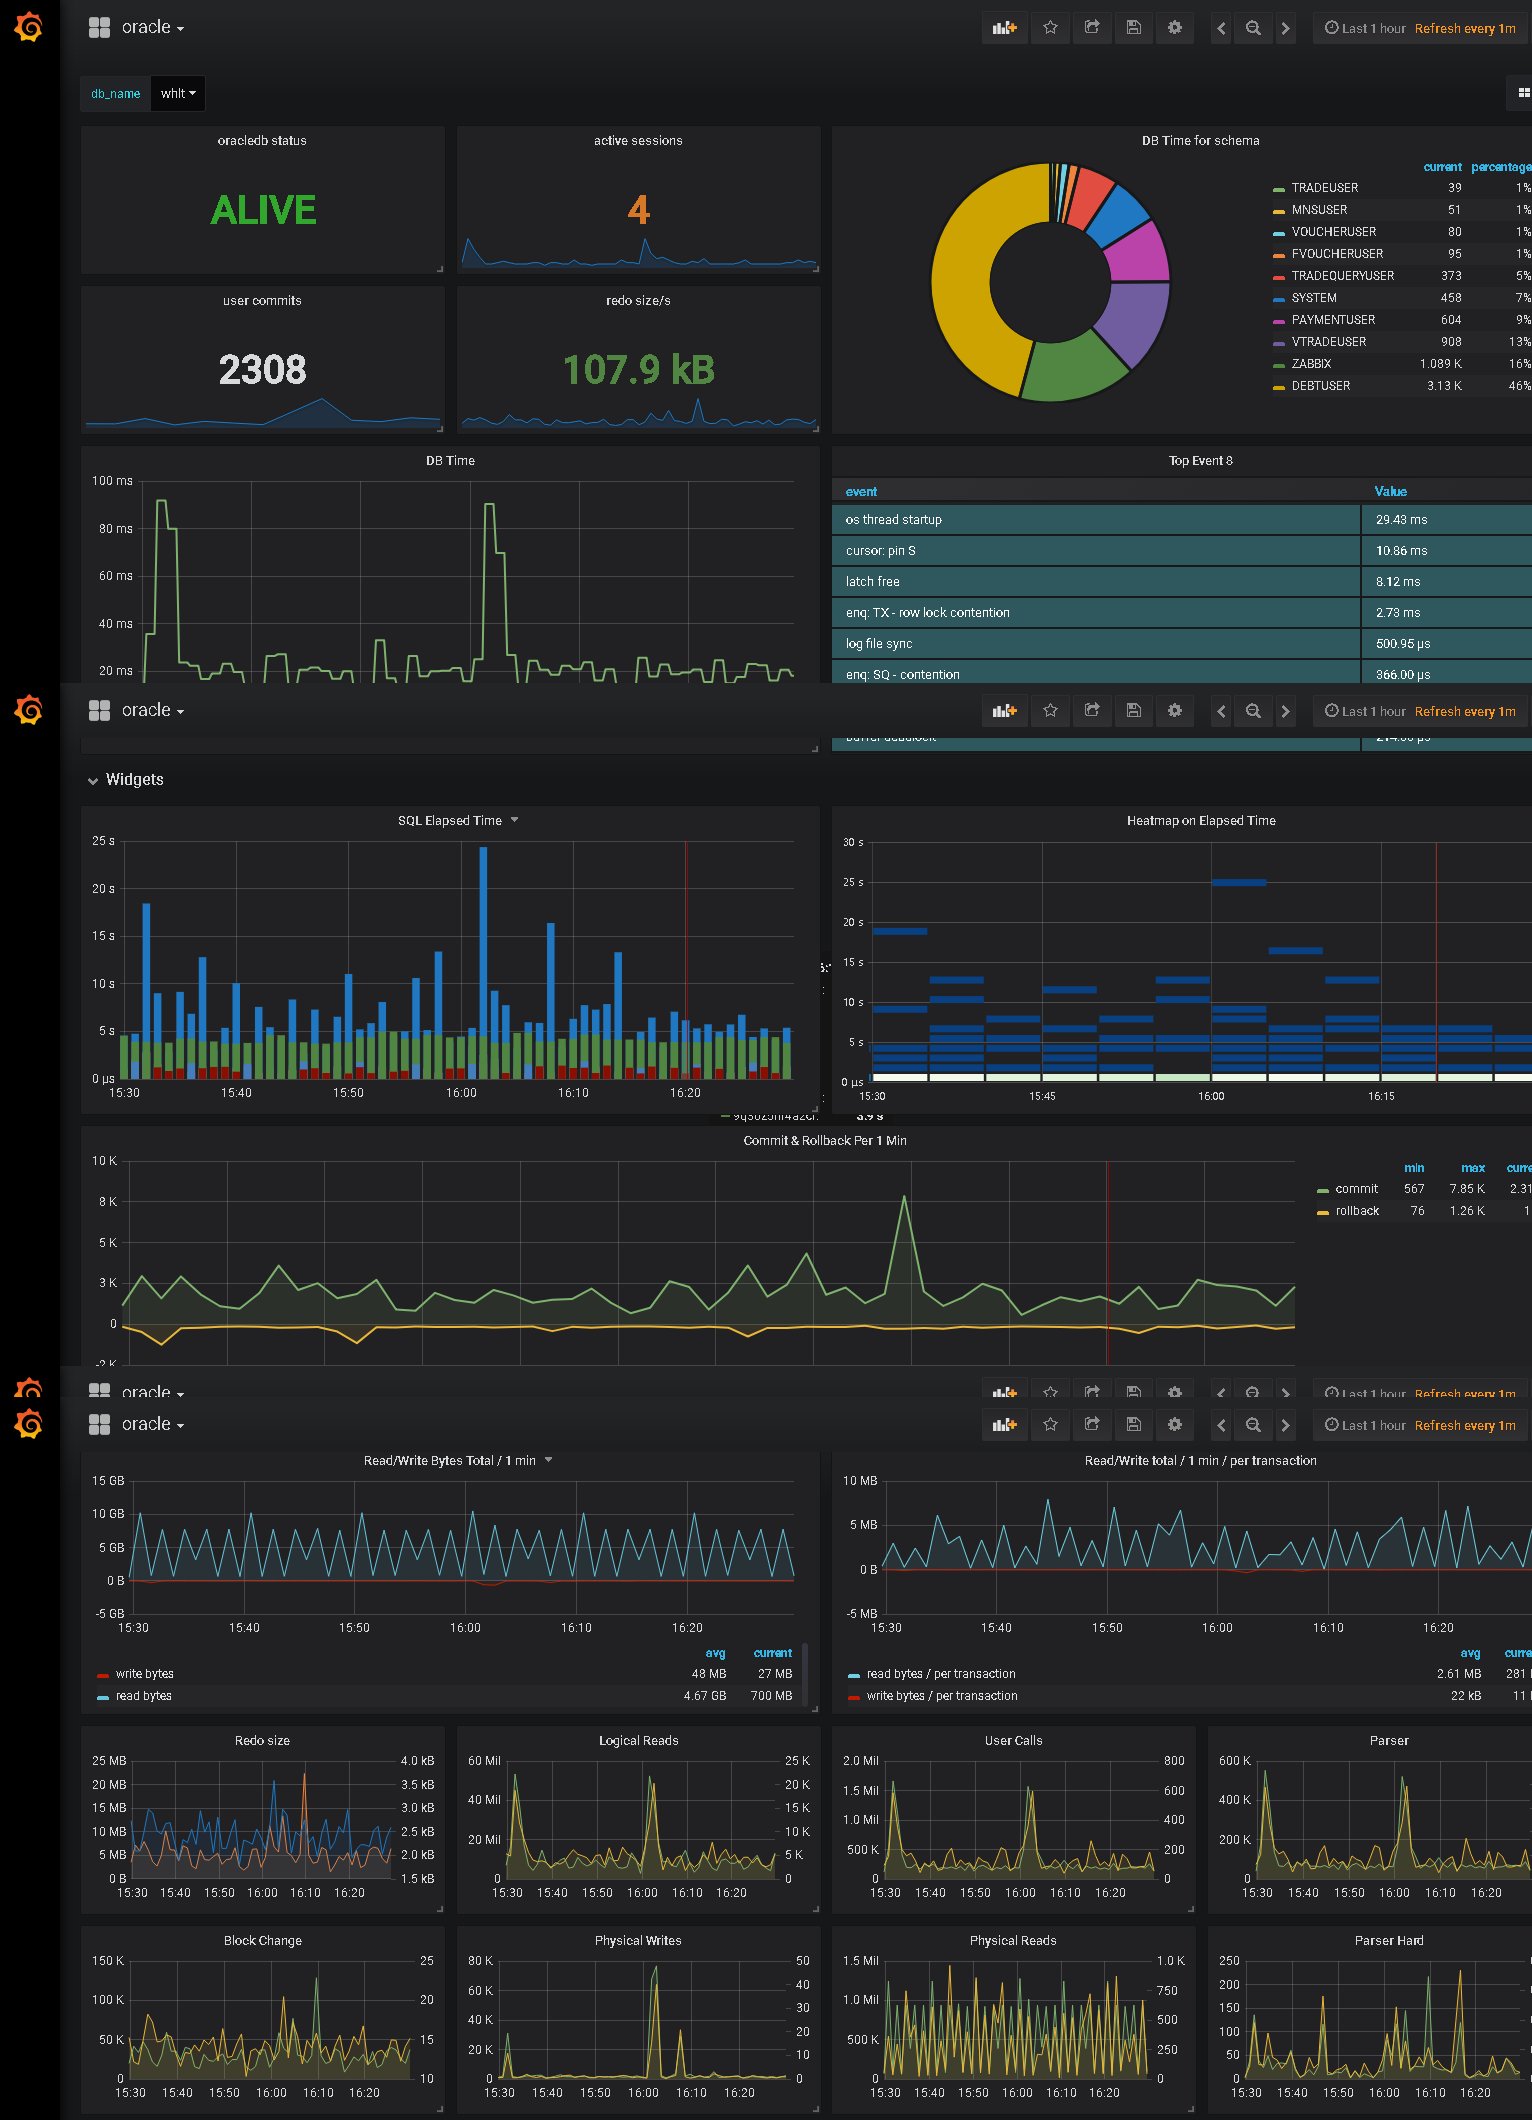 oracle
Last 1 hour Refresh every 1m
db_name whlt
oracledb status
ALIVE
active sessions
4
user commits
2308
redo size/s
107.9 kB
DB Time for schema
current percentage
TRADEUSER 39 1%
MNSUSER 51 1%
VOUCHERUSER 80 1%
FVOUCHERUSER 95 1%
TRADEQUERYUSER 373 5%
SYSTEM 458 7%
PAYMENTUSER 604 9%
VTRADEUSER 908 13%
ZABBIX 1.089 K 16%
DEBTUSER 3.13 K 46%
DB Time
100 ms
80 ms
60 ms
40 ms
20 ms
Top Event 8
event Value
os thread startup 29.43 ms
cursor: pin S 10.86 ms
latch free 8.12 ms
enq: TX - row lock contention 2.73 ms
log file sync 500.95 µs
enq: SQ - contention 366.00 µs
oracle
Last 1 hour Refresh every 1m
Widgets
SQL Elapsed Time
25 s
20 s
15 s
10 s
5 s
0 µs
15:30 15:40 15:50 16:00 16:10 16:20
Heatmap on Elapsed Time
30 s
25 s
20 s
15 s
10 s
5 s
0 µs
15:30 15:45 16:00 16:15
3.9 s
Commit & Rollback Per 1 Min
10 K
8 K
5 K
3 K
0
-2 K
min max curre
commit 567 7.85 K 2.31
rollback 76 1.26 K 1
oracle
Last 1 hour Refresh every 1m
oracle
Last 1 hour Refresh every 1m
Read/Write Bytes Total / 1 min
15 GB
10 GB
5 GB
0 B
-5 GB
15:30 15:40 15:50 16:00 16:10 16:20
avg current
write bytes 48 MB 27 MB
read bytes 4.67 GB 700 MB
Read/Write total / 1 min / per transaction
10 MB
5 MB
0 B
-5 MB
15:30 15:40 15:50 16:00 16:10 16:20
avg curre
read bytes / per transaction 2.61 MB 281
write bytes / per transaction 22 kB 11
Redo size
25 MB 4.0 kB
20 MB 3.5 kB
15 MB 3.0 kB
10 MB 2.5 kB
5 MB 2.0 kB
0 B 1.5 kB
15:30 15:40 15:50 16:00 16:10 16:20
Logical Reads
60 Mil 25 K
20 K
40 Mil 15 K
10 K
20 Mil 5 K
0 0
15:30 15:40 15:50 16:00 16:10 16:20
User Calls
2.0 Mil 800
1.5 Mil 600
1.0 Mil 400
500 K 200
0 0
15:30 15:40 15:50 16:00 16:10 16:20
Parser
600 K
400 K
200 K
0
15:30 15:40 15:50 16:00 16:10 16:20
Block Change
150 K 25
100 K 20
50 K 15
0 10
15:30 15:40 15:50 16:00 16:10 16:20
Physical Writes
80 K 50
60 K 40
40 K 30
20
20 K 10
0 0
15:30 15:40 15:50 16:00 16:10 16:20
Physical Reads
1.5 Mil 1.0 K
750
1.0 Mil 500
500 K 250
0 0
15:30 15:40 15:50 16:00 16:10 16:20
Parser Hard
250
200
150
100
50
0
15:30 15:40 15:50 16:00 16:10 16:20